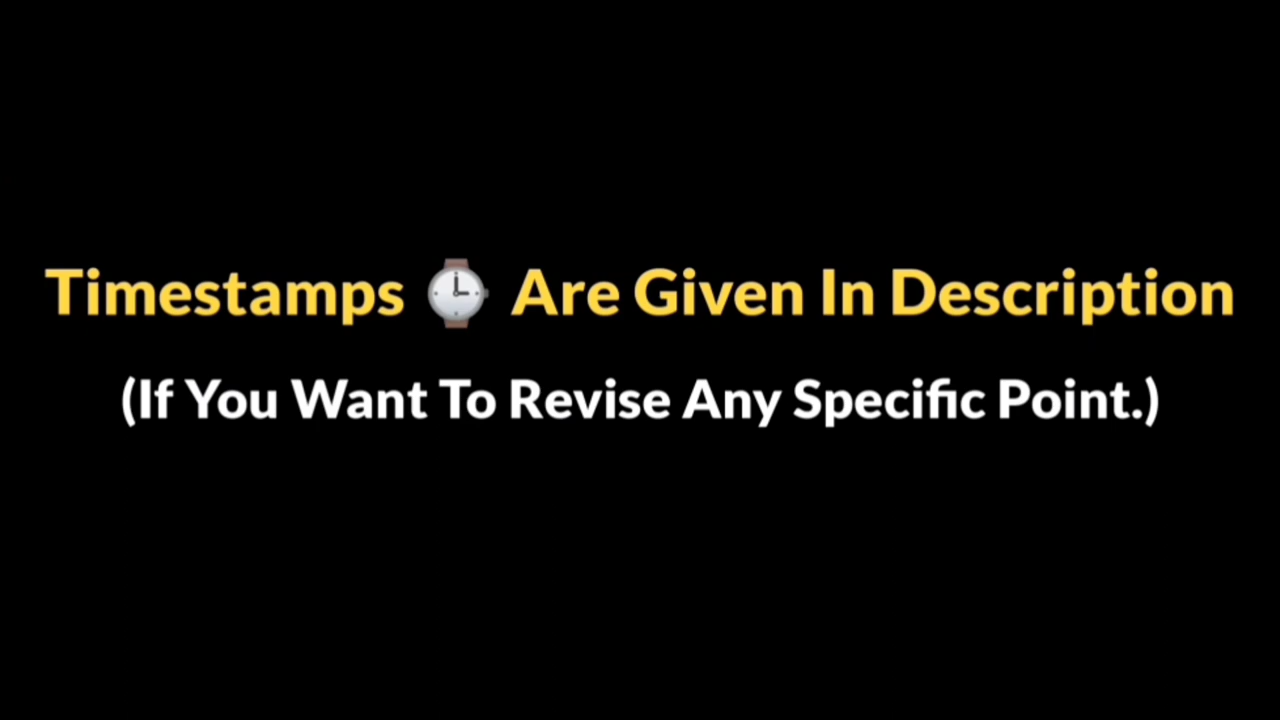 Timestamps ⌚ Are Given In Description
(If You Want To Revise Any Specific Point.)